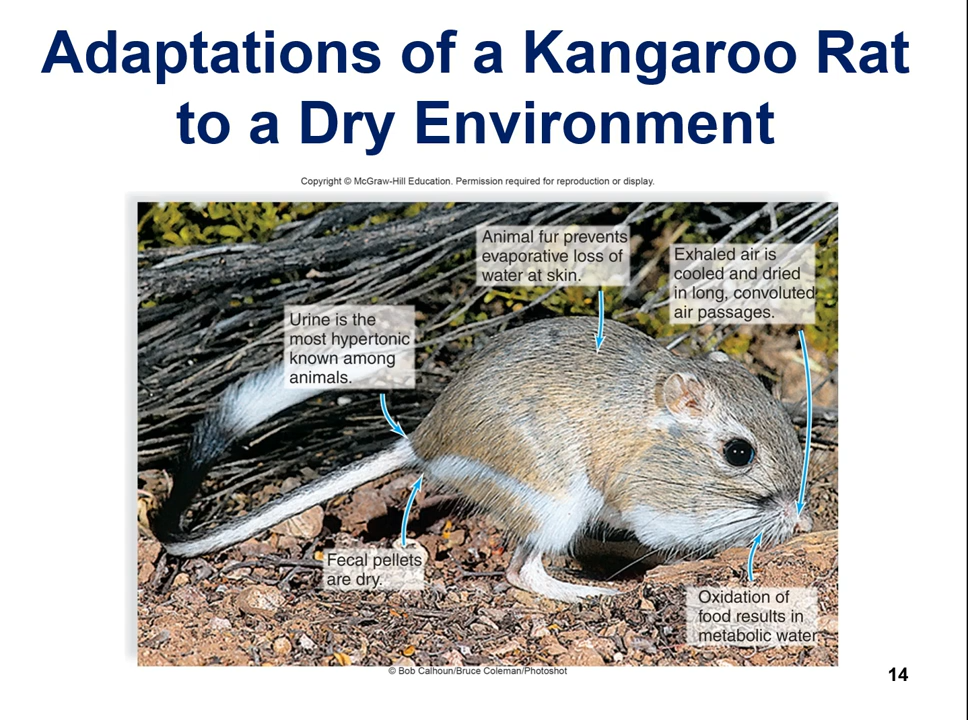 Adaptations of a Kangaroo Rat
to a Dry Environment
Copyright © McGraw-Hill Education. Permission required for reproduction or display.
Animal fur prevents
evaporative loss of
water at skin.
Exhaled air is
cooled and dried
in long, convoluted
air passages.
Urine is the
most hypertonic
known among
animals.
Fecal pellets
are dry.
Oxidation of
food results in
metabolic water.
© Bob Calhoun/Bruce Coleman/Photoshot
14